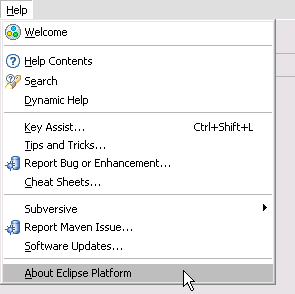 Help
Welcome
Help Contents
Search
Dynamic Help
Key Assist... Ctrl+Shift+L
Tips and Tricks...
Report Bug or Enhancement...
Cheat Sheets...
Subversive
Report Maven Issue...
Software Updates...
About Eclipse Platform